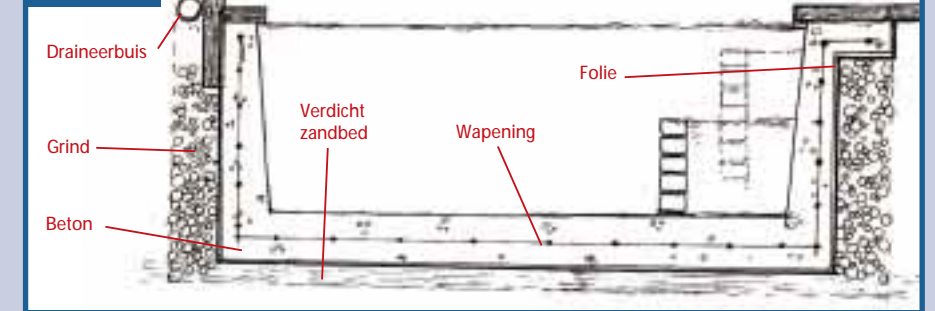 Draineerbuis
Folie
Verdicht
zandbed
Wapening
Grind
Beton